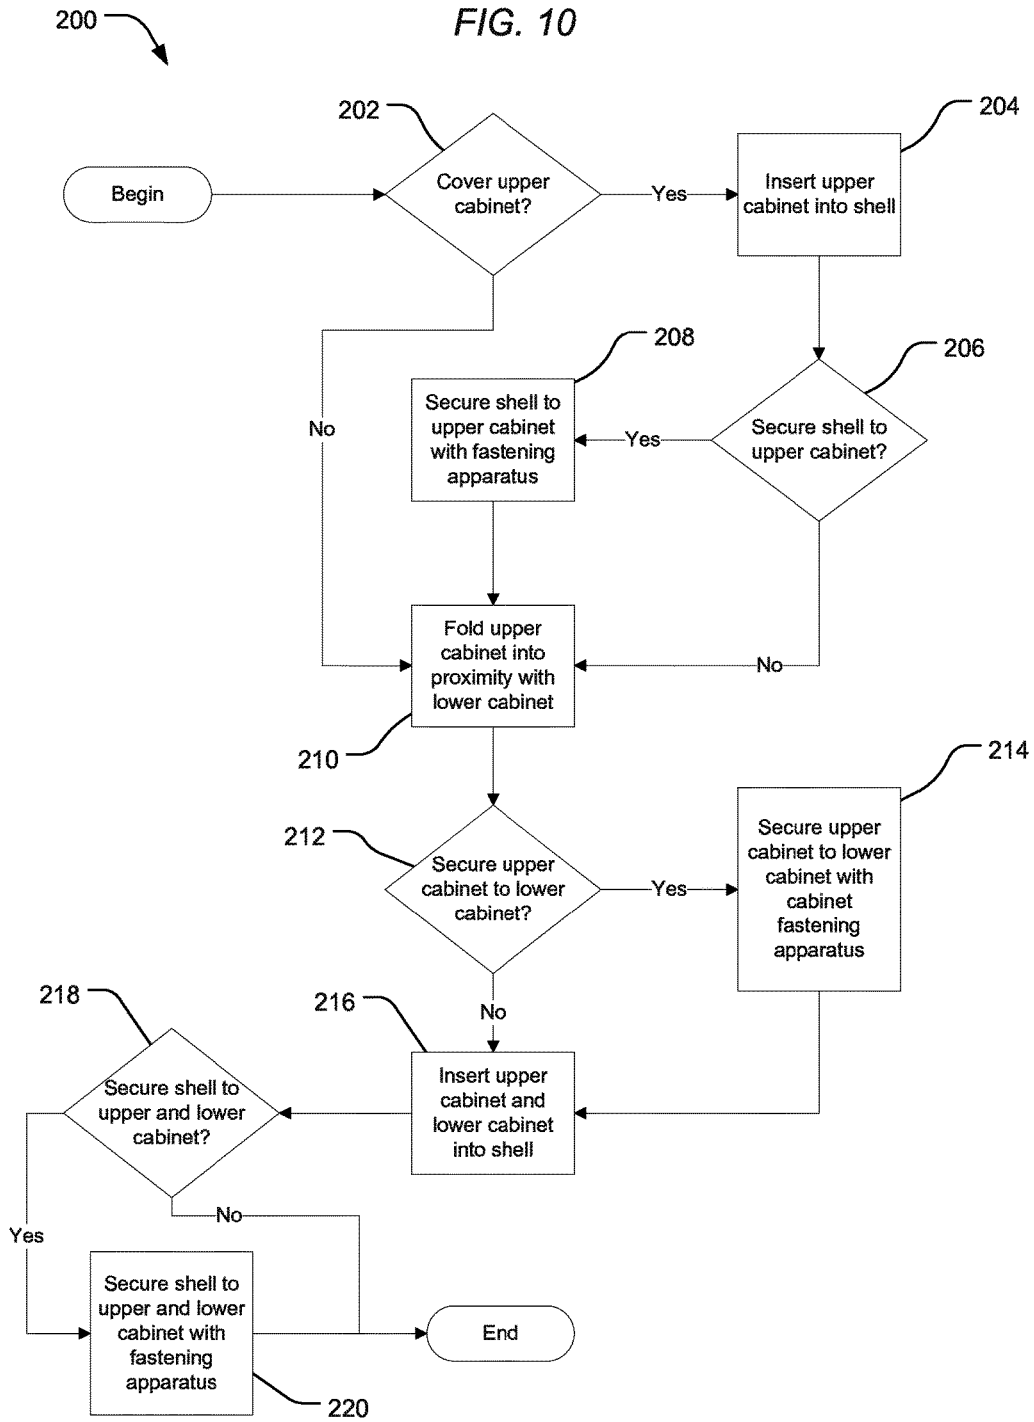 FIG. 10
200
202
204
Begin
Cover upper
cabinet?
Yes
Insert upper
cabinet into shell
No
208
206
Secure shell to
upper cabinet
with fastening
apparatus
Yes
Secure shell to
upper cabinet?
Fold upper
cabinet into
proximity with
lower cabinet
No
210
212
214
Secure upper
cabinet to lower
cabinet?
Yes
Secure upper
cabinet to lower
cabinet with
cabinet
fastening
apparatus
No
218
216
Secure shell to
upper and lower
cabinet?
Insert upper
cabinet and
lower cabinet
into shell
No
Yes
Secure shell to
upper and lower
cabinet with
fastening
apparatus
End
220